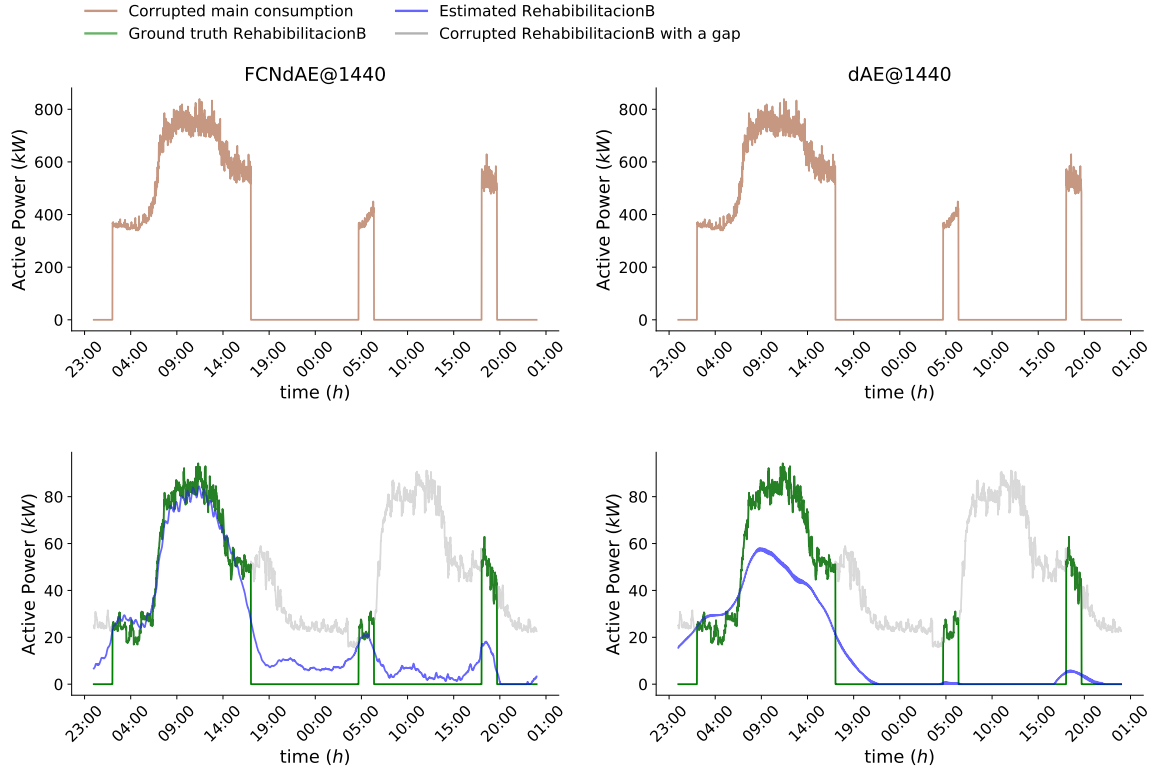 Corrupted main consumption
Estimated RehabibilitacionB
Ground truth RehabibilitacionB
Corrupted RehabibilitacionB with a gap
FCNdAE@1440
dAE@1440
Active Power (kW)
800
600
400
200
0
23:00 04:00 09:00 14:00 19:00 00:00 05:00 10:00 15:00 20:00 01:00
time (h)
Active Power (kW)
800
600
400
200
0
23:00 04:00 09:00 14:00 19:00 00:00 05:00 10:00 15:00 20:00 01:00
time (h)
Active Power (kW)
80
60
40
20
0
23:00 04:00 09:00 14:00 19:00 00:00 05:00 10:00 15:00 20:00 01:00
time (h)
Active Power (kW)
80
60
40
20
0
23:00 04:00 09:00 14:00 19:00 00:00 05:00 10:00 15:00 20:00 01:00
time (h)